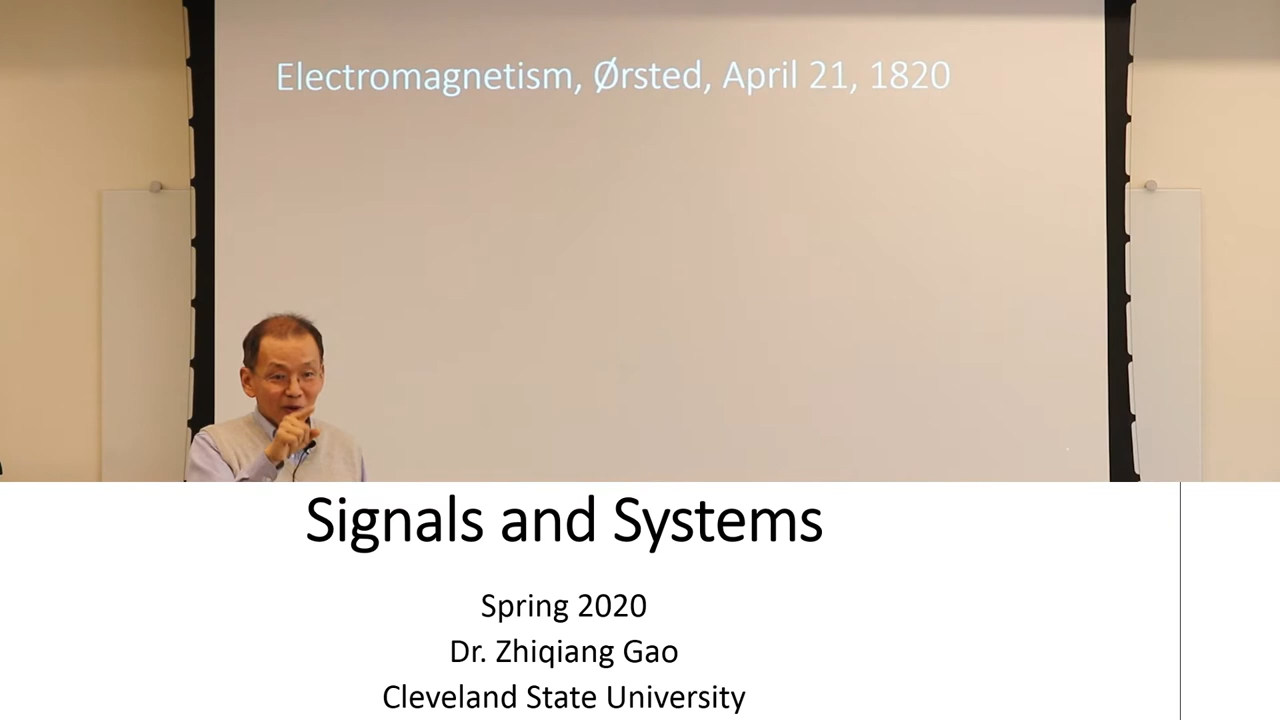 Electromagnetism, Ørsted, April 21, 1820
Signals and Systems
Spring 2020
Dr. Zhiqiang Gao
Cleveland State University